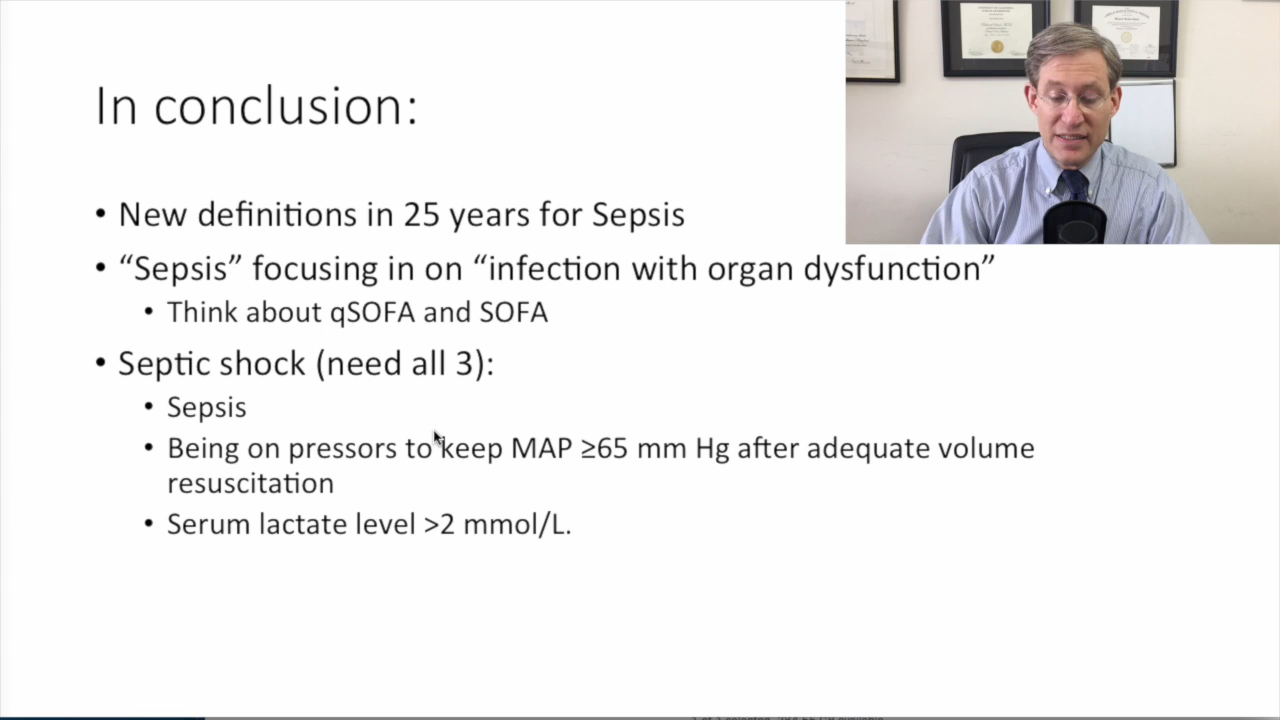 In conclusion:
• New definitions in 25 years for Sepsis
• “Sepsis” focusing in on “infection with organ dysfunction”
• Think about qSOFA and SOFA
• Septic shock (need all 3):
• Sepsis
• Being on pressors to keep MAP ≥65 mm Hg after adequate volume
resuscitation
• Serum lactate level >2 mmol/L.